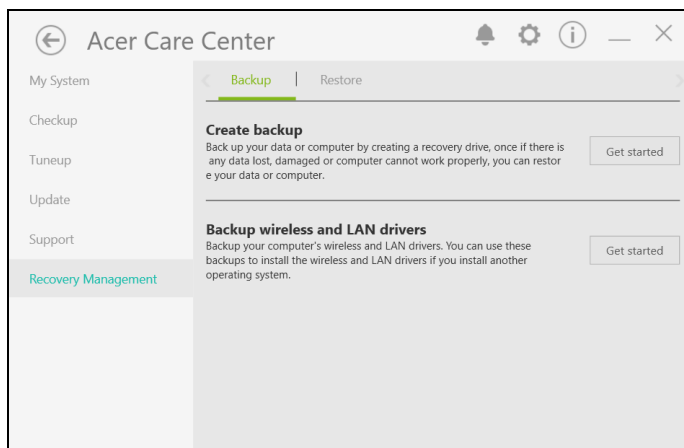 Acer Care Center
My System
Checkup
Tuneup
Update
Support
Recovery Management
Backup
Restore
Create backup
Back up your data or computer by creating a recovery drive, once if there is
any data lost, damaged or computer cannot work properly, you can restor
e your data or computer.
Get started
Backup wireless and LAN drivers
Backup your computer's wireless and LAN drivers. You can use these
backups to install the wireless and LAN drivers if you install another
operating system.
Get started